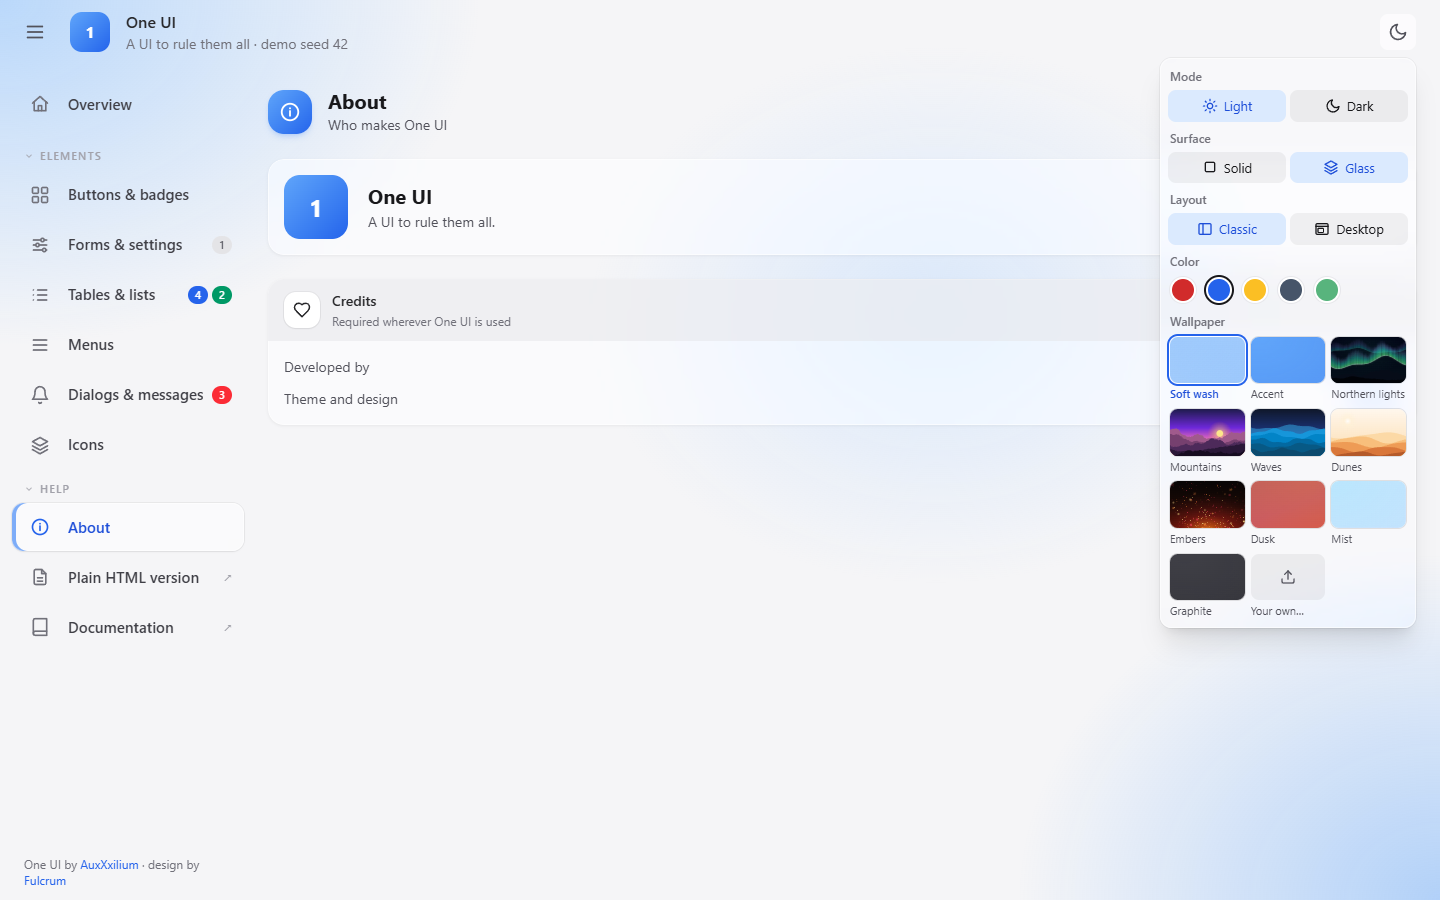 1
One UI
A UI to rule them all · demo seed 42
Overview
ELEMENTS
Buttons & badges
Forms & settings 1
Tables & lists 4 2
Menus
Dialogs & messages 3
Icons
HELP
About
Plain HTML version ↗
Documentation ↗
One UI by AuxXxilium · design by
Fulcrum
About
Who makes One UI
1
One UI
A UI to rule them all.
Credits
Required wherever One UI is used
Developed by
Theme and design
Mode
Light Dark
Surface
Solid Glass
Layout
Classic Desktop
Color
Wallpaper
Soft wash Accent Northern lights
Mountains Waves Dunes
Embers Dusk Mist
Graphite Your own...